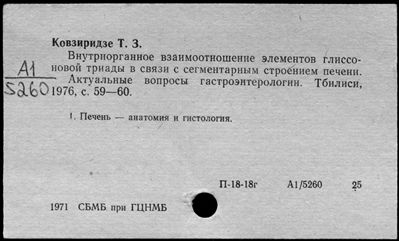 Ковзиридзе Т. З.
Внутриорганное взаимоотношение элементов глиссо-
новой триады в связи с сегментарным строением печени.
А1
5260
Актуальные вопросы гастроэнтерологии. Тбилиси,
1976, с. 59—60.
1. Печень — анатомия и гистология.
П-18-18г А1/5260 25
1971 СБМБ при ГЦНМБ